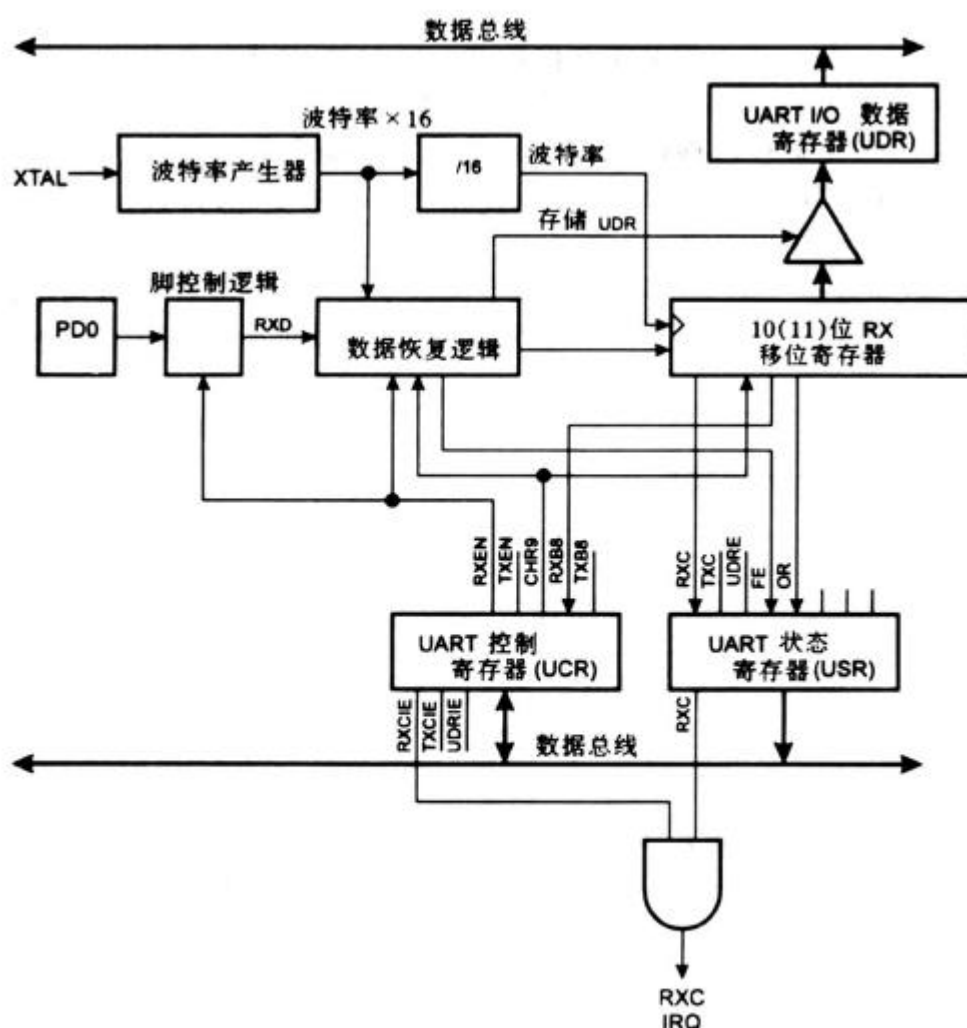 数据总线
UART I/O 数据
寄存器(UDR)
波特率×16
波特率产生器
/16
波特率
XTAL
存储 UDR
脚控制逻辑
PD0
RXD
数据恢复逻辑
10(11)位 RX
移位寄存器
RXEN
TXEN
CHR9
RXB8
TXB8
RXC
TXC
UDRE
FE
OR
UART 控制
寄存器(UCR)
UART 状态
寄存器(USR)
RXCIE
TXCIE
UDRIE
RXC
数据总线
RXC
IRQ